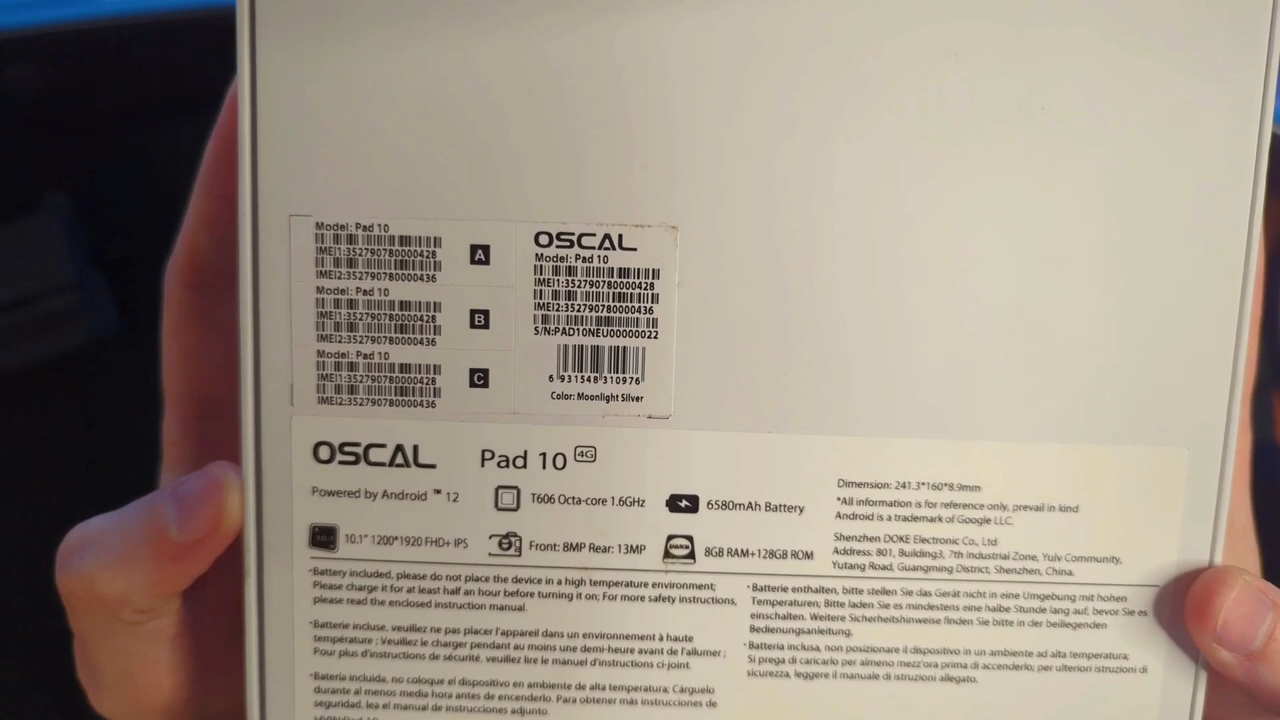 Model: Pad 10
IMEI1:352790780000428
IMEI2:352790780000436
A
Model: Pad 10
IMEI1:352790780000428
IMEI2:352790780000436
B
Model: Pad 10
IMEI1:352790780000428
IMEI2:352790780000436
C
OSCAL
Model: Pad 10
IMEI1:352790780000428
IMEI2:352790780000436
S/N:PAD10NEU00000022
6 931548 310976
Color: Moonlight Silver
OSCAL Pad 10 4G
Powered by Android ™ 12
T606 Octa-core 1.6GHz
6580mAh Battery
10.1" 1200*1920 FHD+ IPS
Front: 8MP Rear: 13MP
8GB RAM+128GB ROM
Dimension: 241.3*160*8.9mm
*All information is for reference only, prevail in kind
Android is a trademark of Google LLC.
Shenzhen DOKE Electronic Co., Ltd
Address: 801, Building3, 7th Industrial Zone, Yulv Community,
Yutang Road, Guangming District, Shenzhen, China.
*Battery included, please do not place the device in a high temperature environment;
Please charge it for at least half an hour before turning it on; For more safety instructions,
please read the enclosed instruction manual.
*Batterie incluse, veuillez ne pas placer l'appareil dans un environnement à haute
température ; Veuillez le charger pendant au moins une demi-heure avant de l'allumer ;
Pour plus d'instructions de sécurité, veuillez lire le manuel d'instructions ci-joint.
*Batería incluida, no coloque el dispositivo en ambiente de alta temperatura; Cárguelo
durante al menos media hora antes de encenderlo. Para obtener más instrucciones de
seguridad, lea el manual de instrucciones adjunto.
*Batterie enthalten, bitte stellen Sie das Gerät nicht in eine Umgebung mit hohen
Temperaturen; Bitte laden Sie es mindestens eine halbe Stunde lang auf, bevor Sie es
einschalten. Weitere Sicherheitshinweise finden Sie bitte in der beiliegenden
Bedienungsanleitung.
*Batteria inclusa, non posizionare il dispositivo in un ambiente ad alta temperatura;
Si prega di caricarlo per almeno mezz'ora prima di accenderlo; per ulteriori istruzioni di
sicurezza, leggere il manuale di istruzioni allegato.